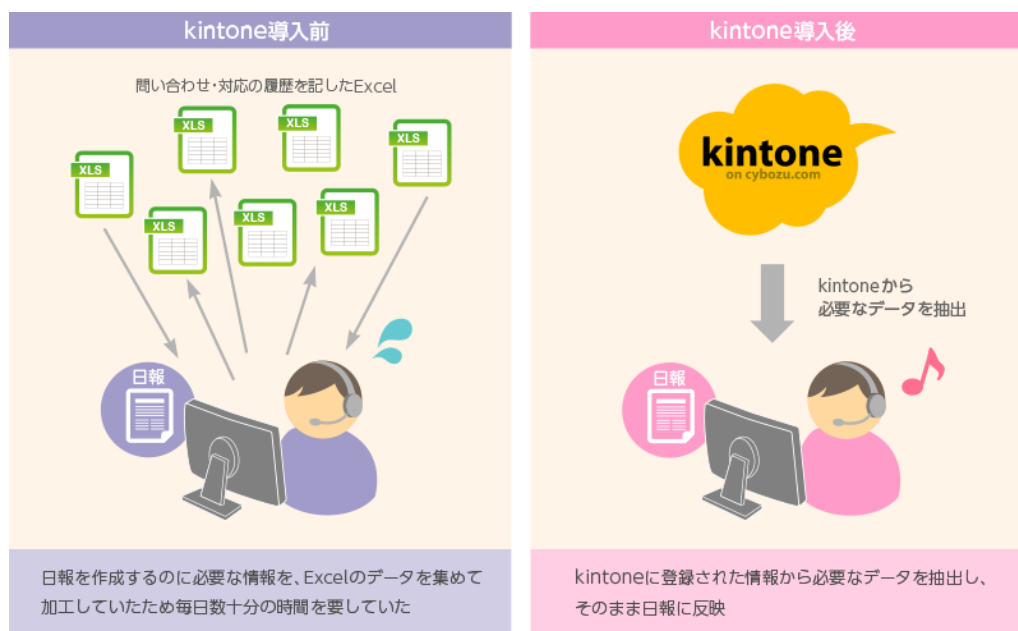 kintone導入前
問い合わせ・対応の履歴を記したExcel
XLS
XLS
XLS
XLS
XLS
XLS
XLS
日報
日報を作成するのに必要な情報を、Excelのデータを集めて
加工していたため毎日数十分の時間を要していた
kintone導入後
kintone
on cybozu.com
kintoneから
必要なデータを抽出
日報
kintoneに登録された情報から必要なデータを抽出し、
そのまま日報に反映